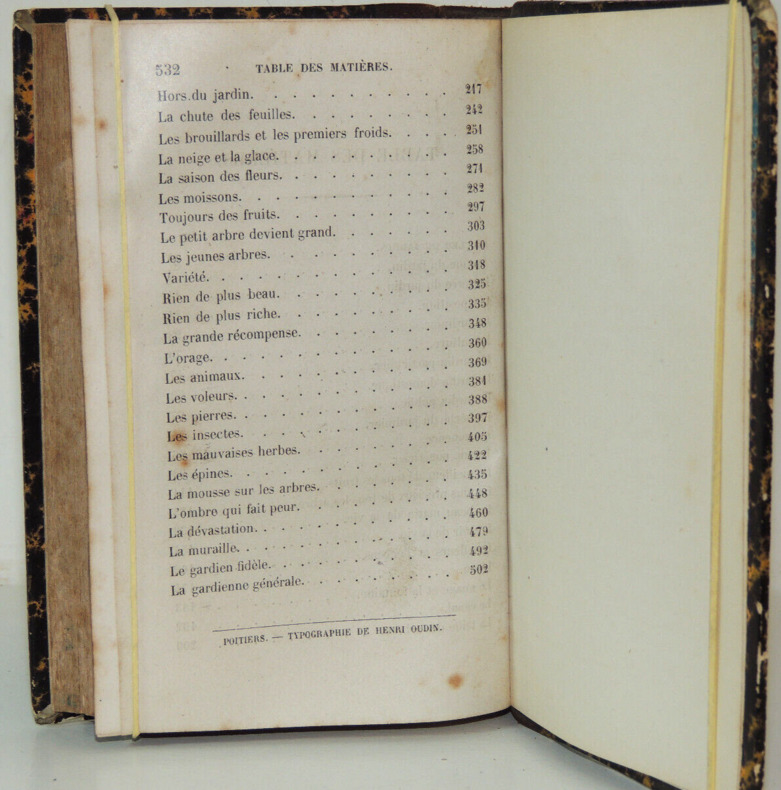 532 TABLE DES MATIÈRES.
Hors du jardin. . . . . . . . . . . 217
La chute des feuilles. . . . . . . . . 242
Les brouillards et les premiers froids. . . . . 251
La neige et la glace. . . . . . . . . . 258
La saison des fleurs. . . . . . . . . . 271
Les moissons. . . . . . . . . . . . 282
Toujours des fruits. . . . . . . . . . 297
Le petit arbre devient grand. . . . . . . 303
Les jeunes arbres. . . . . . . . . . 310
Variété. . . . . . . . . . . . . 318
Rien de plus beau. . . . . . . . . . 325
Rien de plus riche. . . . . . . . . . 335
La grande récompense. . . . . . . . . 348
L'orage. . . . . . . . . . . . . 360
Les animaux. . . . . . . . . . . . 369
Les voleurs. . . . . . . . . . . . 381
Les pierres. . . . . . . . . . . . 388
Les insectes. . . . . . . . . . . . 397
Les mauvaises herbes. . . . . . . . . 405
Les épines. . . . . . . . . . . . 422
La mousse sur les arbres. . . . . . . . 435
L'ombre qui fait peur. . . . . . . . . 448
La dévastation. . . . . . . . . . . 460
La muraille. . . . . . . . . . . . 479
Le gardien fidèle. . . . . . . . . . 492
La gardienne générale. . . . . . . . . 502
POITIERS. — TYPOGRAPHIE DE HENRI OUDIN.